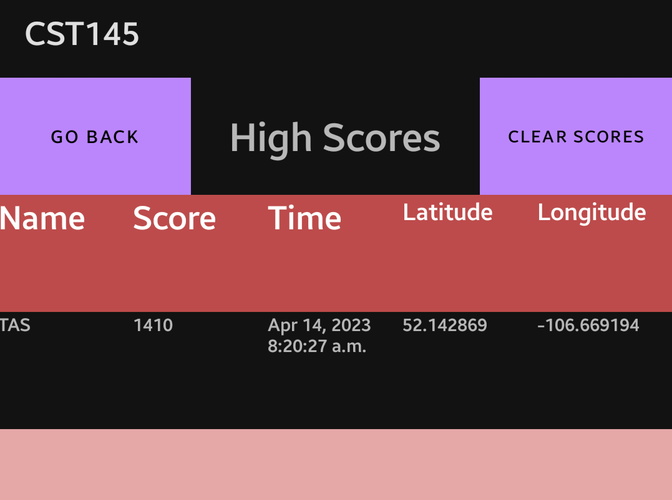 CST145
GO BACK
High Scores
CLEAR SCORES
Name Score Time Latitude Longitude
TAS 1410 Apr 14, 2023 52.142869 -106.669194
8:20:27 a.m.